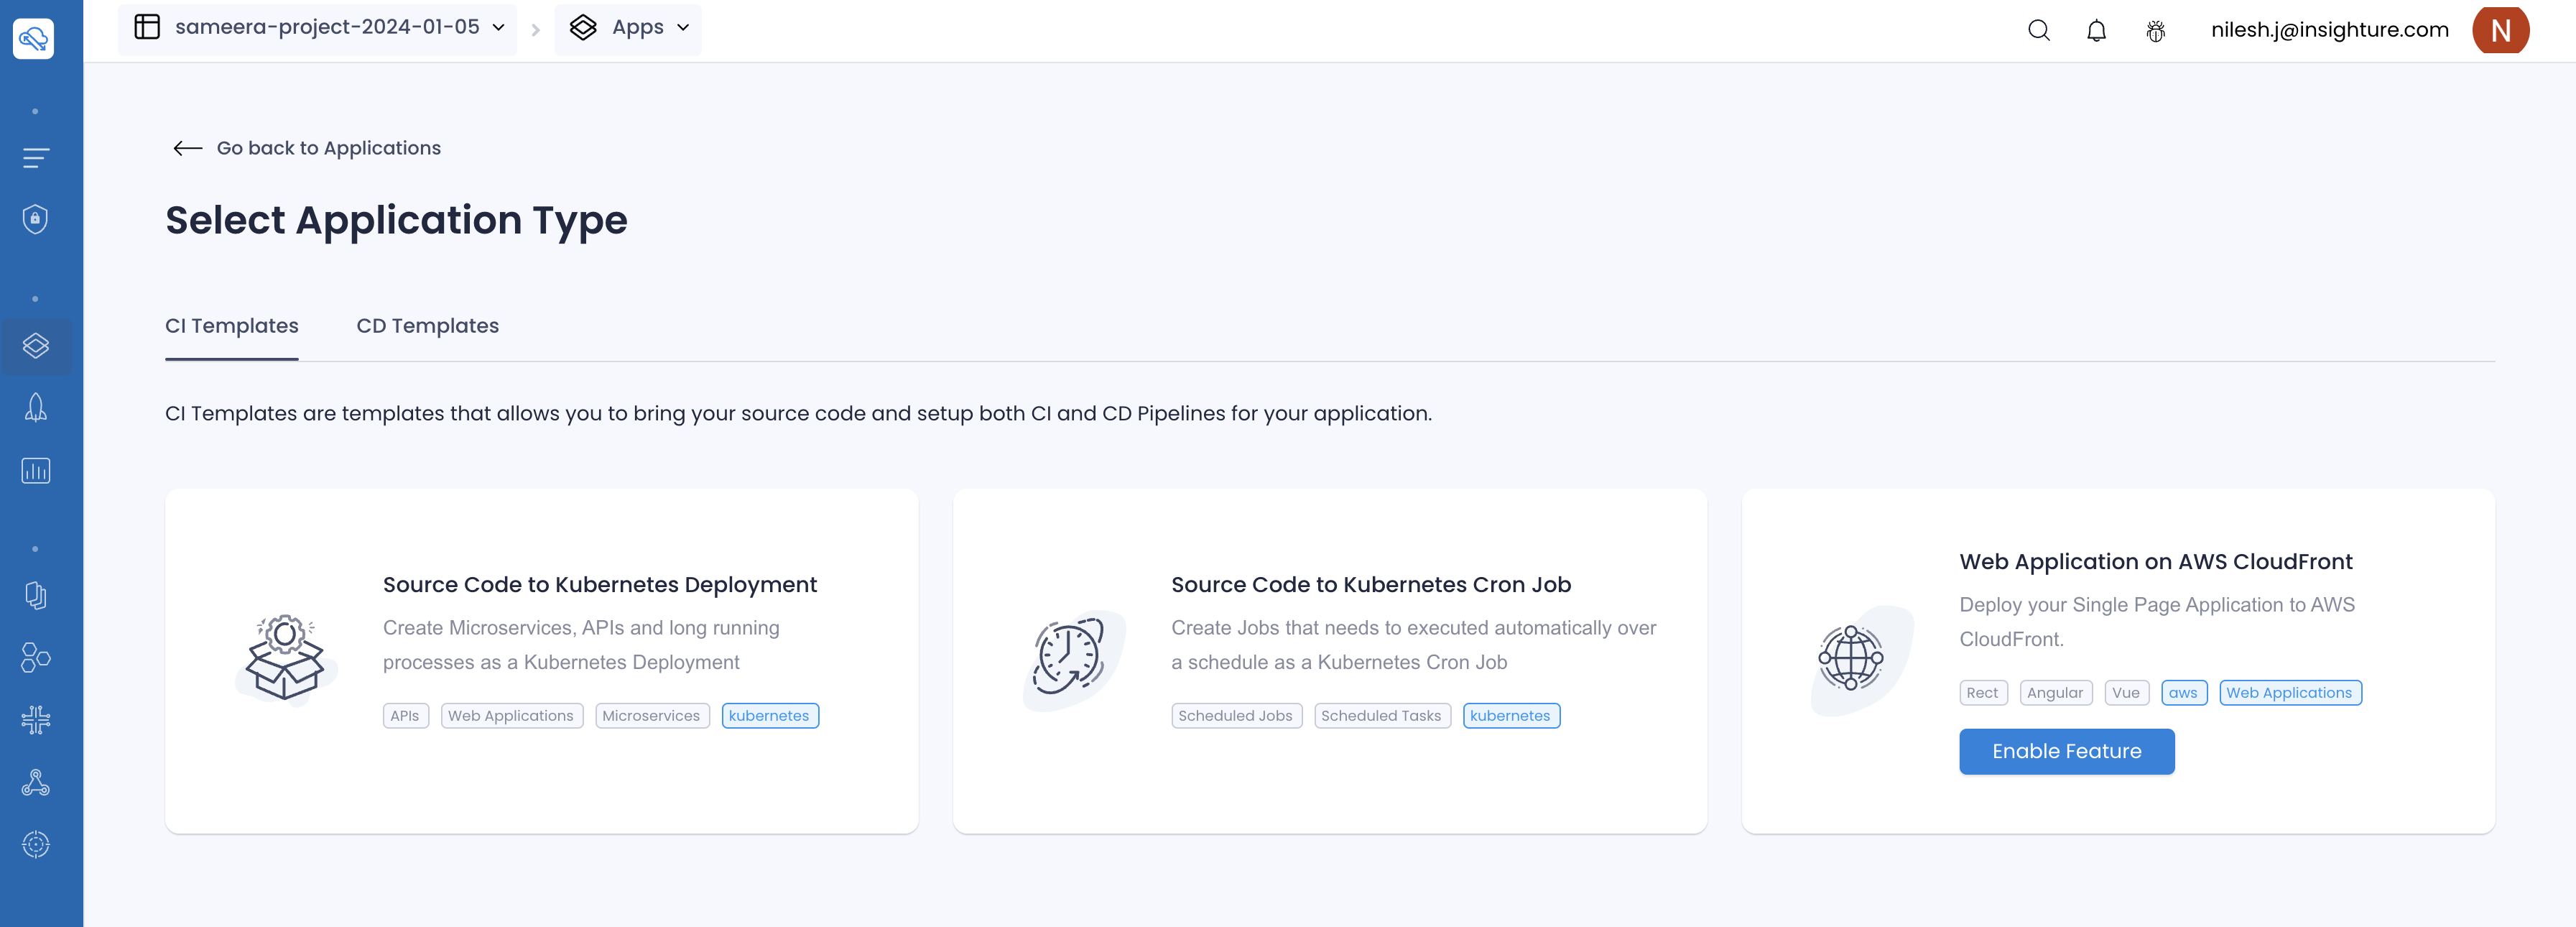 sameera-project-2024-01-05
Apps
nilesh.j@insighture.com
N
Go back to Applications
Select Application Type
CI Templates
CD Templates
CI Templates are templates that allows you to bring your source code and setup both CI and CD Pipelines for your application.
Source Code to Kubernetes Deployment
Create Microservices, APIs and long running
processes as a Kubernetes Deployment
APIs Web Applications Microservices kubernetes
Source Code to Kubernetes Cron Job
Create Jobs that needs to executed automatically over
a schedule as a Kubernetes Cron Job
Scheduled Jobs Scheduled Tasks kubernetes
Web Application on AWS CloudFront
Deploy your Single Page Application to AWS
CloudFront.
Rect Angular Vue aws Web Applications
Enable Feature